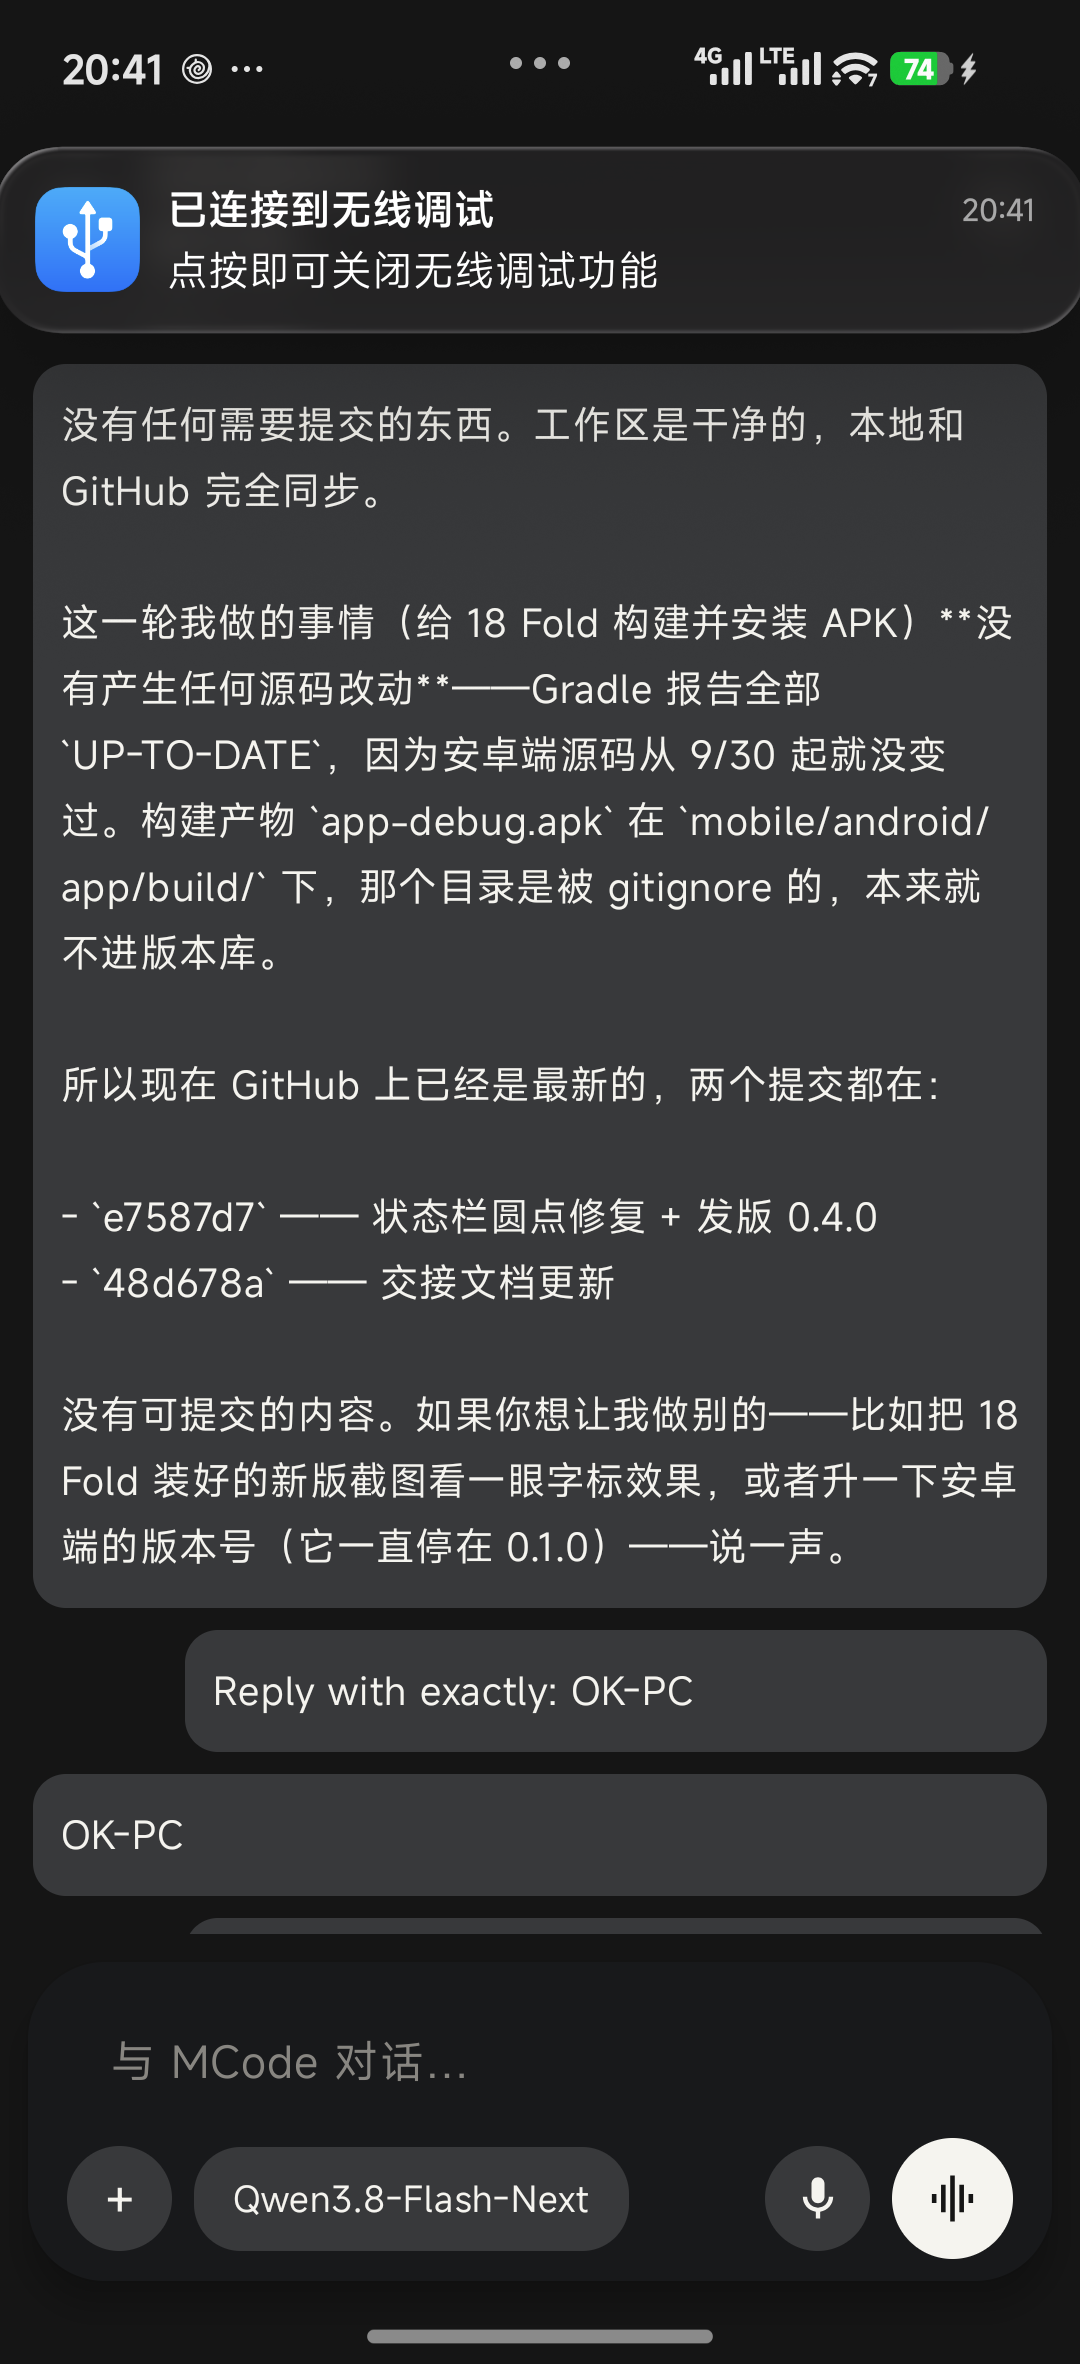 20:41
4G
LTE
7
74
已连接到无线调试
20:41
点按即可关闭无线调试功能
没有任何需要提交的东西。工作区是干净的，本地和
GitHub 完全同步。
这一轮我做的事情（给 18 Fold 构建并安装 APK）**没
有产生任何源码改动**——Gradle 报告全部
`UP-TO-DATE`，因为安卓端源码从 9/30 起就没变
过。构建产物 `app-debug.apk` 在 `mobile/android/
app/build/` 下，那个目录是被 gitignore 的，本来就
不进版本库。
所以现在 GitHub 上已经是最新的，两个提交都在：
- `e7587d7` —— 状态栏圆点修复 + 发版 0.4.0
- `48d678a` —— 交接文档更新
没有可提交的内容。如果你想让我做别的——比如把 18
Fold 装好的新版截图看一眼字标效果，或者升一下安卓
端的版本号（它一直停在 0.1.0）——说一声。
Reply with exactly: OK-PC
OK-PC
与 MCode 对话...
Qwen3.8-Flash-Next